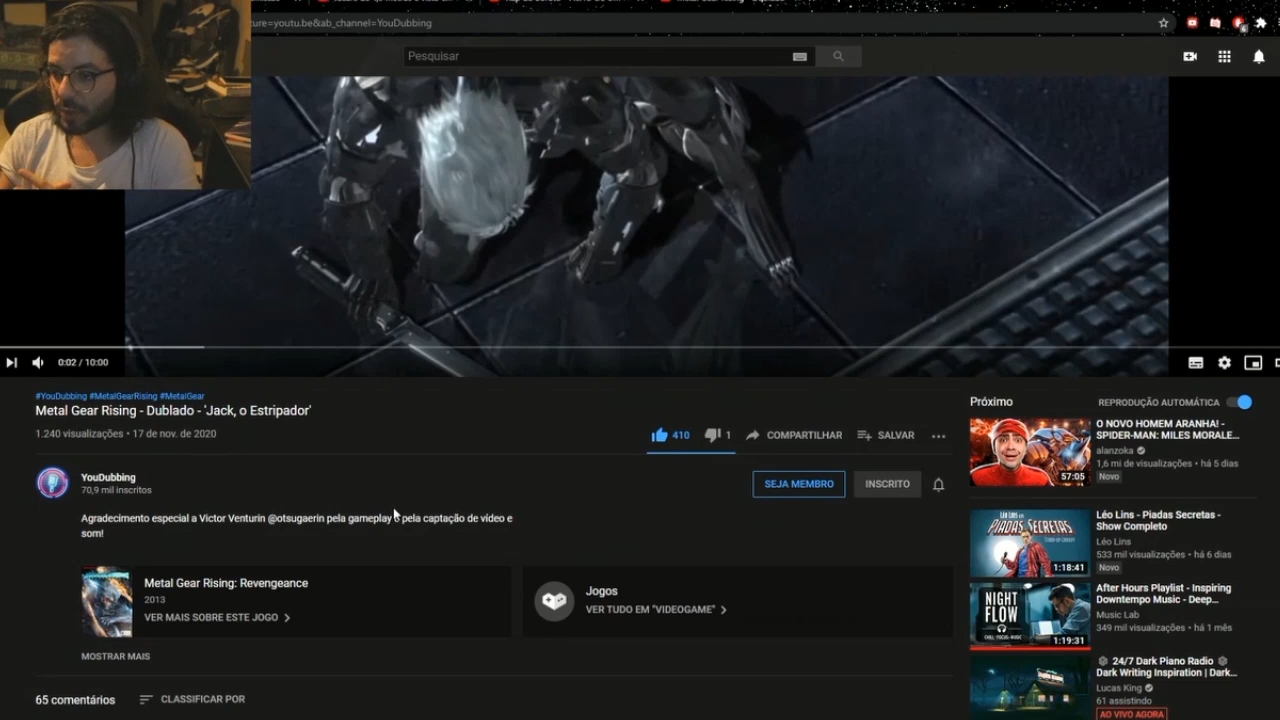 ture=youtu.be&ab_channel=YouDubbing
Pesquisar
0:02 / 10:00
#YouDubbing #MetalGearRising #MetalGear
Metal Gear Rising - Dublado - 'Jack, o Estripador'
1.240 visualizações • 17 de nov. de 2020
410
1
COMPARTILHAR
SALVAR
YouDubbing
70,9 mil inscritos
SEJA MEMBRO
INSCRITO
Agradecimento especial a Victor Venturin @otsugaerin pela gameplay e pela captação de vídeo e
som!
Metal Gear Rising: Revengeance
2013
VER MAIS SOBRE ESTE JOGO
Jogos
VER TUDO EM "VIDEOGAME"
MOSTRAR MAIS
65 comentários
CLASSIFICAR POR
Próximo
REPRODUÇÃO AUTOMÁTICA
57:05
O NOVO HOMEM ARANHA! -
SPIDER-MAN: MILES MORALE...
alanzoka
1,6 mi de visualizações • há 5 dias
Novo
LÉO LINS EM
PIADAS SECRETAS
1:18:41
Léo Lins - Piadas Secretas -
Show Completo
Léo Lins
533 mil visualizações • há 6 dias
Novo
NIGHT
FLOW
1:19:31
After Hours Playlist - Inspiring
Downtempo Music - Deep...
Music Lab
349 mil visualizações • há 1 mês
24/7 Dark Piano Radio
Dark Writing Inspiration | Dark...
Lucas King
61 assistindo
AO VIVO AGORA